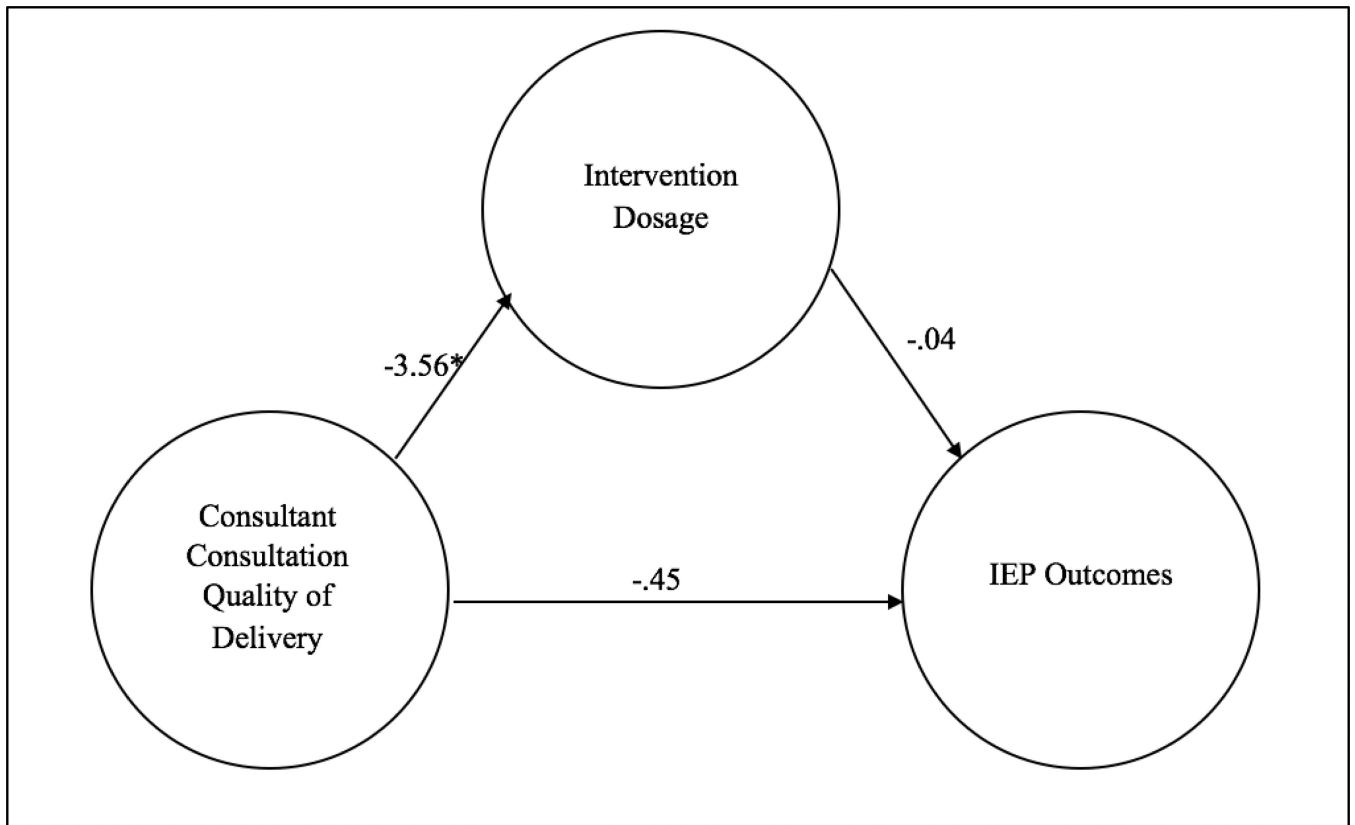 Intervention
Dosage
-3.56*
-.04
Consultant
Consultation
Quality of
Delivery
-.45
IEP Outcomes